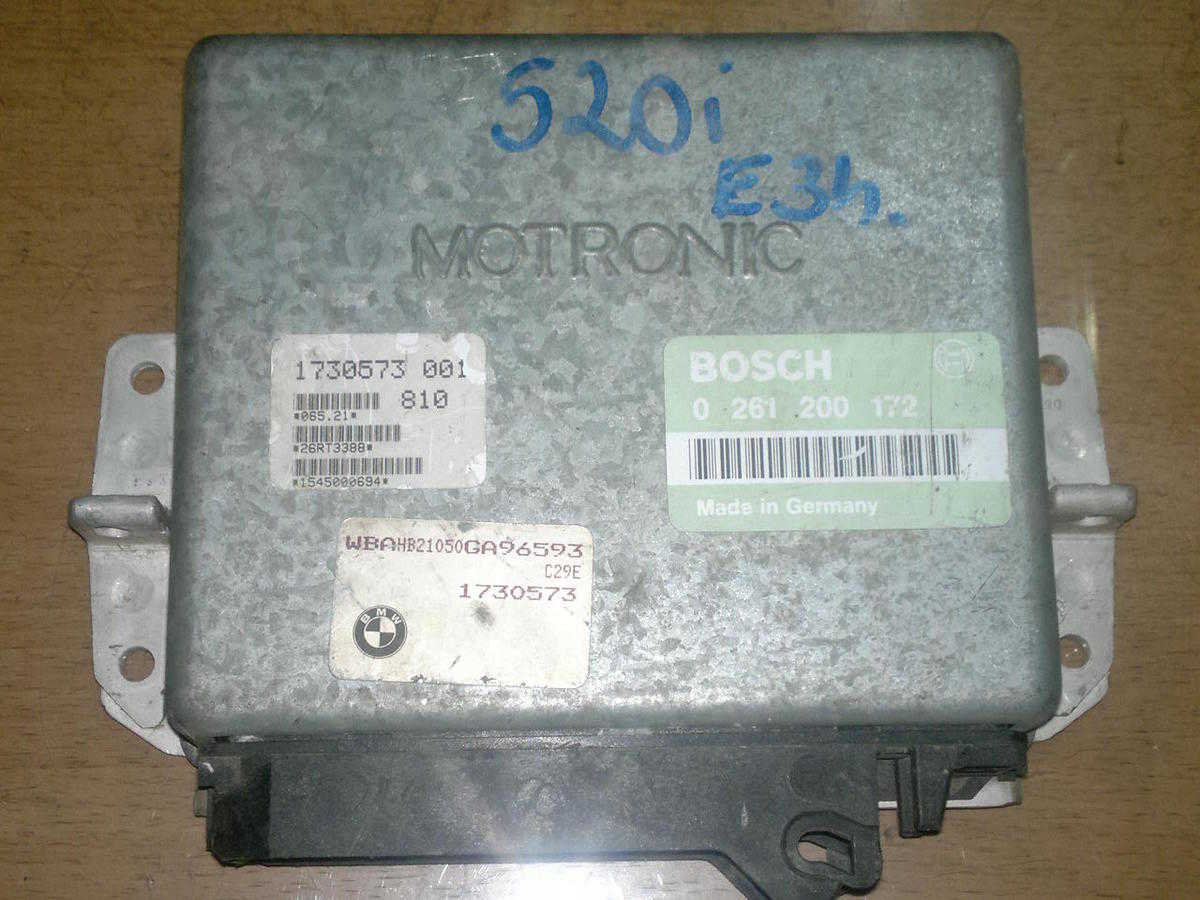 520i
E34.
MOTRONIC
1730573 001
810
*065.21*
*26RT3388*
*1545000694*
BOSCH
0 261 200 172
Made in Germany
WBAHB21050GA96593
C29E
1730573
BMW